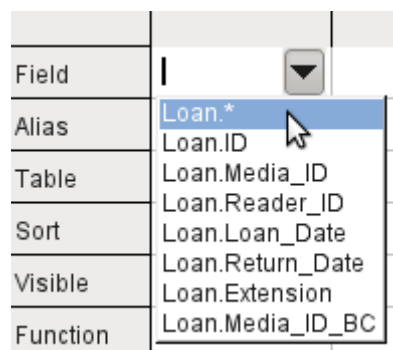 Field
Alias
Table
Sort
Visible
Function
Loan.*
Loan.ID
Loan.Media_ID
Loan.Reader_ID
Loan.Loan_Date
Loan.Return_Date
Loan.Extension
Loan.Media_ID_BC